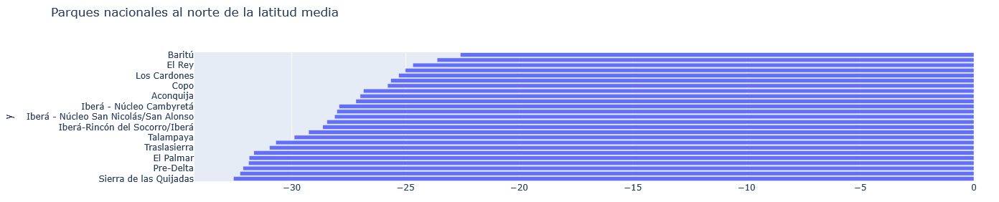 Parques nacionales al norte de la latitud media
Baritú
El Rey
Los Cardones
Copo
Aconquija
Iberá - Núcleo Cambyretá
Iberá - Núcleo San Nicolás/San Alonso
Iberá-Rincón del Socorro/Iberá
Talampaya
Traslasierra
El Palmar
Pre-Delta
Sierra de las Quijadas
y
−30 −25 −20 −15 −10 −5 0